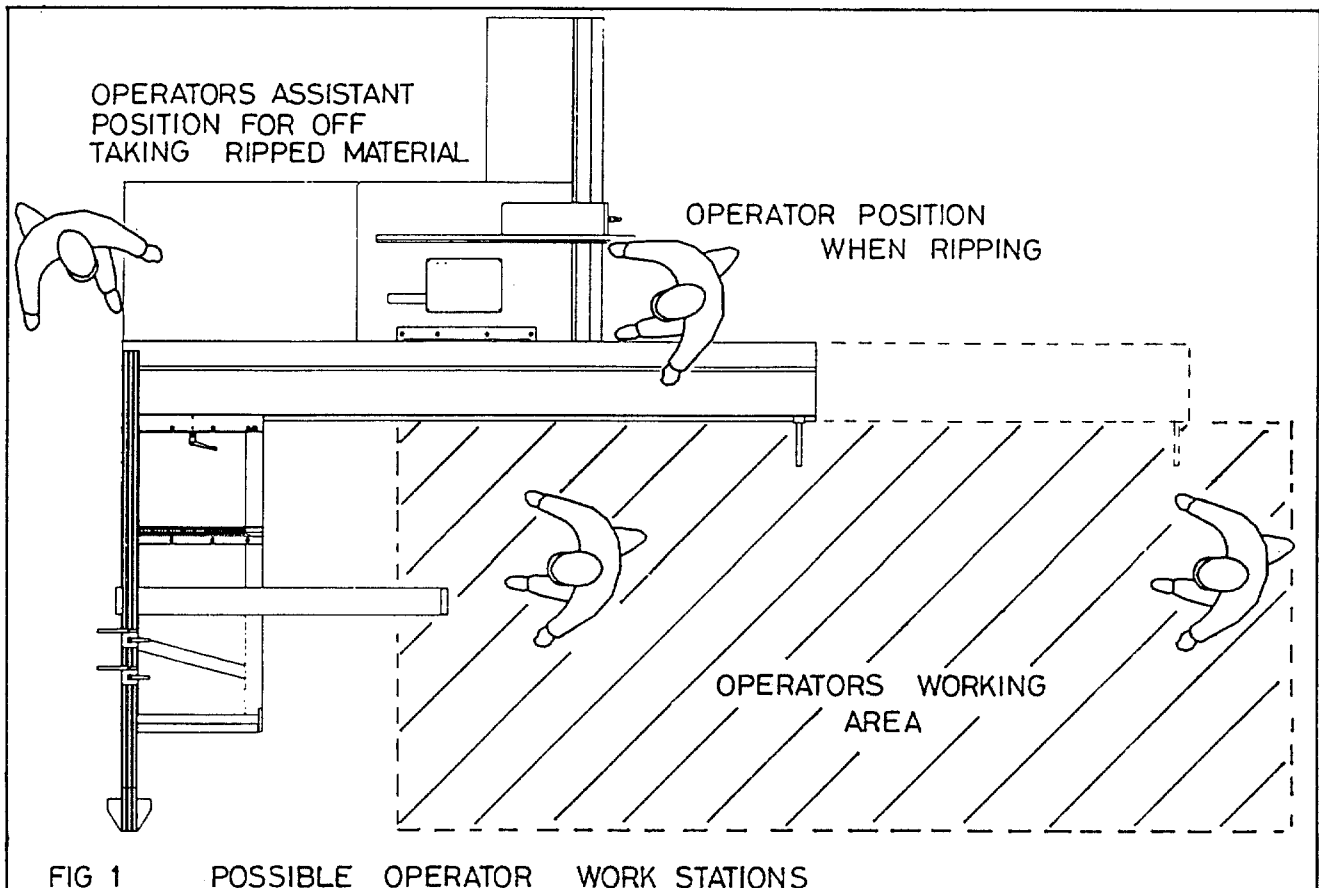 OPERATORS ASSISTANT
POSITION FOR OFF
TAKING RIPPED MATERIAL
OPERATOR POSITION
WHEN RIPPING
OPERATORS WORKING
AREA
FIG 1 POSSIBLE OPERATOR WORK STATIONS